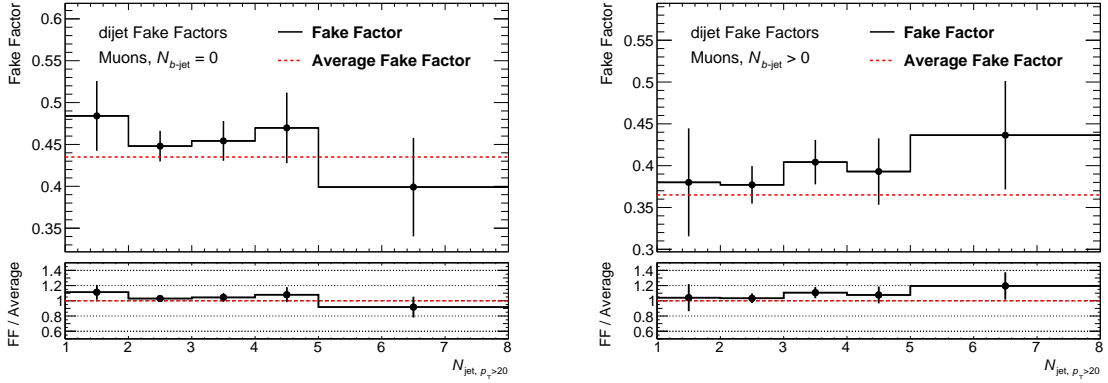 Fake Factor
0.55
0.5
0.45
0.4
0.35
dijet Fake Factors
Muons, N_b-jet = 0
Fake Factor
Average Fake Factor
FF / Average
1.4
1.2
1
0.8
0.6
1 2 3 4 5 6 7 8
N_jet, p_T>20
Fake Factor
0.55
0.5
0.45
0.4
0.35
0.3
dijet Fake Factors
Muons, N_b-jet > 0
Fake Factor
Average Fake Factor
FF / Average
1.4
1.2
1
0.8
0.6
1 2 3 4 5 6 7 8
N_jet, p_T>20